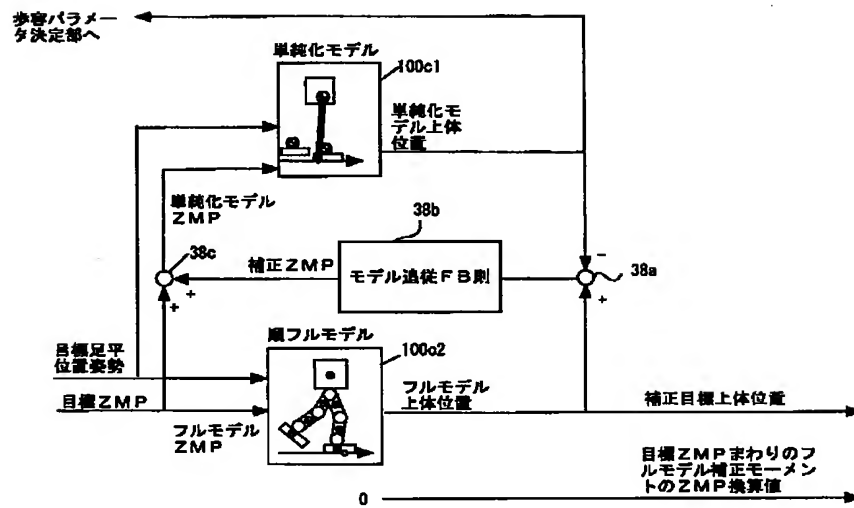 歩容パラメー
タ決定部へ
単純化モデル
100c1
単純化モ
デル上体
位置
単純化モデル
ZMP
38b
38c
補正ZMP
モデル追従FB則
-
38a
+
+
+
順フルモデル
目標足平
位置姿勢
100c2
目標ZMP
フルモデル
上体位置
補正目標上体位置
フルモデル
ZMP
目標ZMPまわりのフ
ルモデル補正モーメン
トのZMP換算値
0